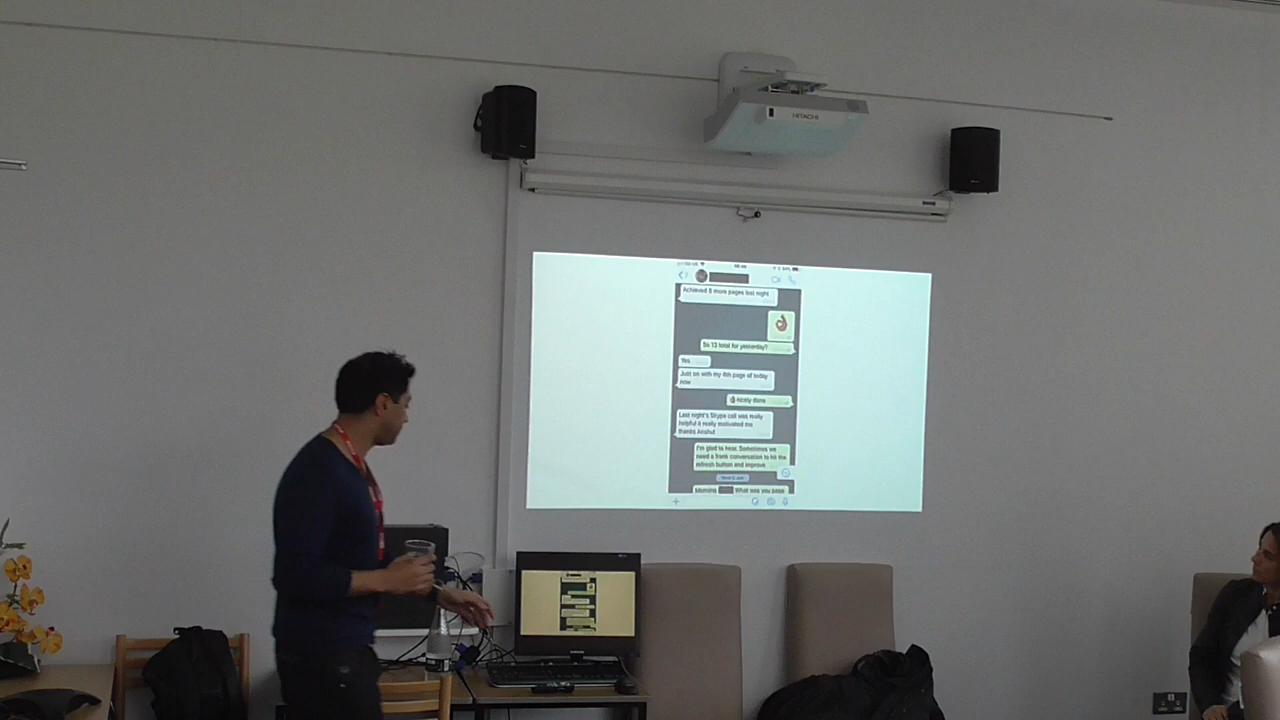 HITACHI
Achieved 8 more pages last night
So 13 total for yesterday?
Yes
Just on with my 4th page of today
now
nicely done
Last night's Skype call was really
helpful & really motivated me
thanks Anshul
I'm glad to hear. Sometimes we
need a frank conversation to hit the
refresh button and improve
Morning
What was you page